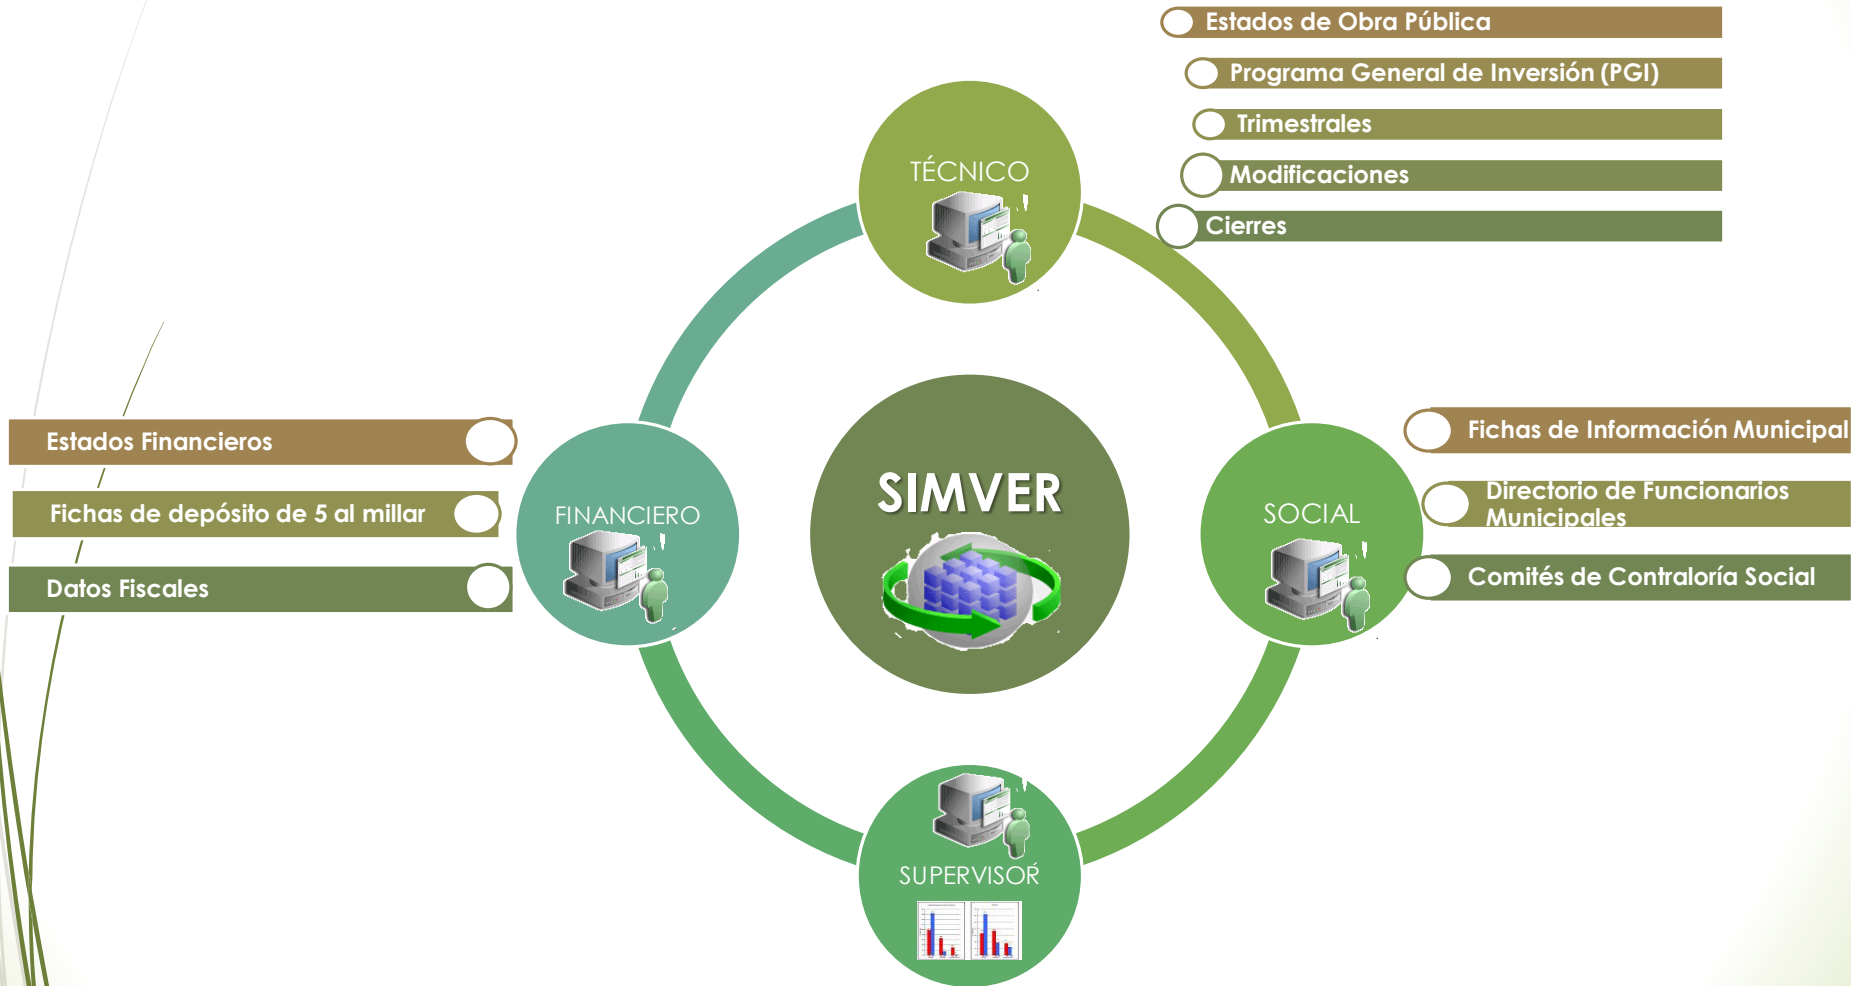 Estados de Obra Pública
Programa General de Inversión (PGI)
Trimestrales
Modificaciones
Cierres
TÉCNICO
Estados Financieros
Fichas de depósito de 5 al millar
Datos Fiscales
FINANCIERO
SIMVER
SOCIAL
Fichas de Información Municipal
Directorio de Funcionarios
Municipales
Comités de Contraloría Social
SUPERVISOR